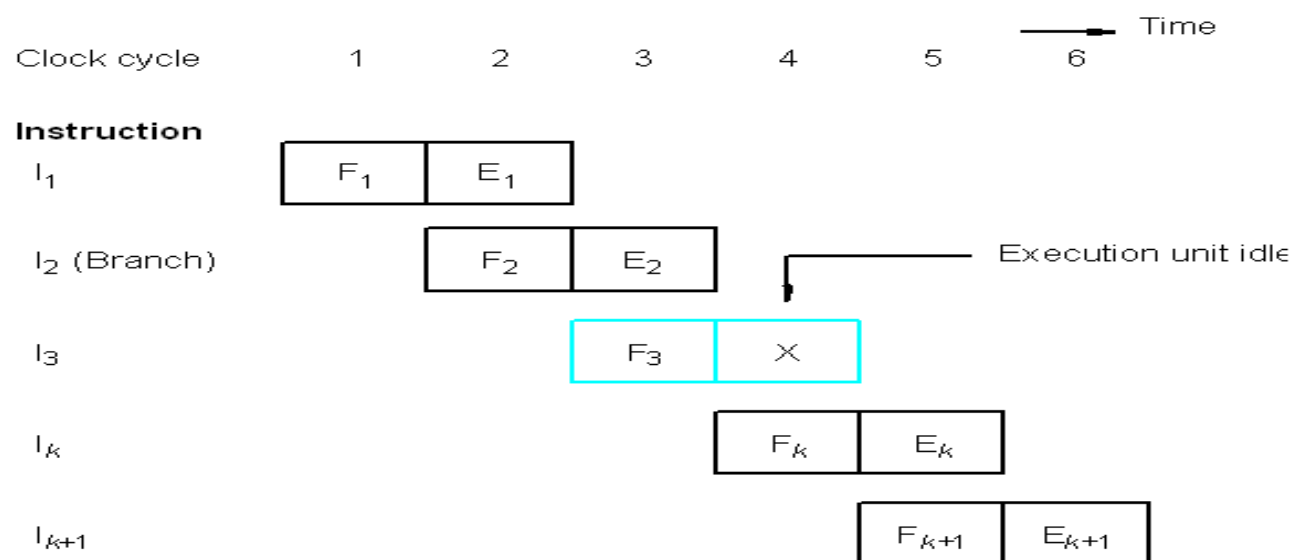 Time
Clock cycle 1 2 3 4 5 6
Instruction
I1 F1 E1
I2 (Branch) F2 E2
Execution unit idle
I3 F3 X
Ik Fk Ek
Ik+1 Fk+1 Ek+1